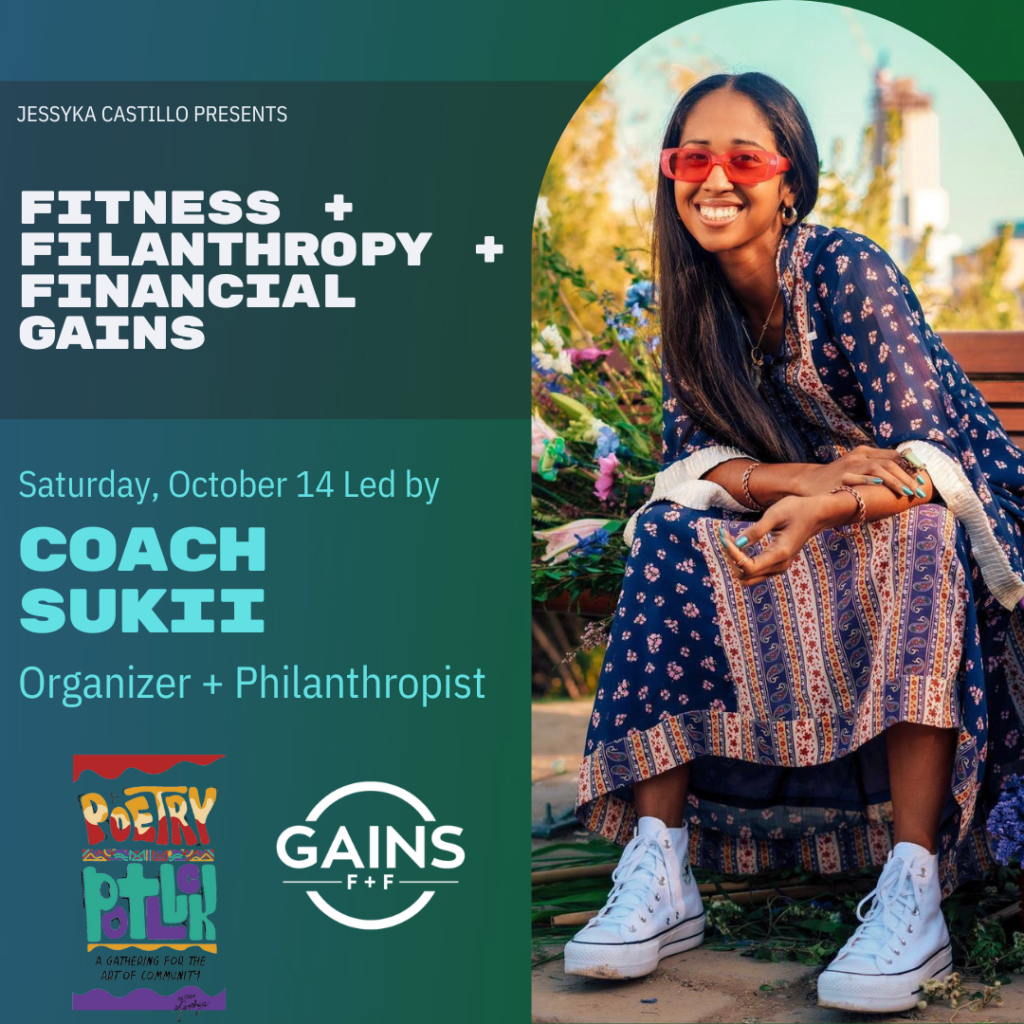 JESSYKA CASTILLO PRESENTS
FITNESS +
FILANTHROPY +
FINANCIAL
GAINS
Saturday, October 14 Led by
COACH
SUKII
Organizer + Philanthropist
POETRY
POTLUCK
A GATHERING FOR THE
ART OF COMMUNITY
GAINS
F + F